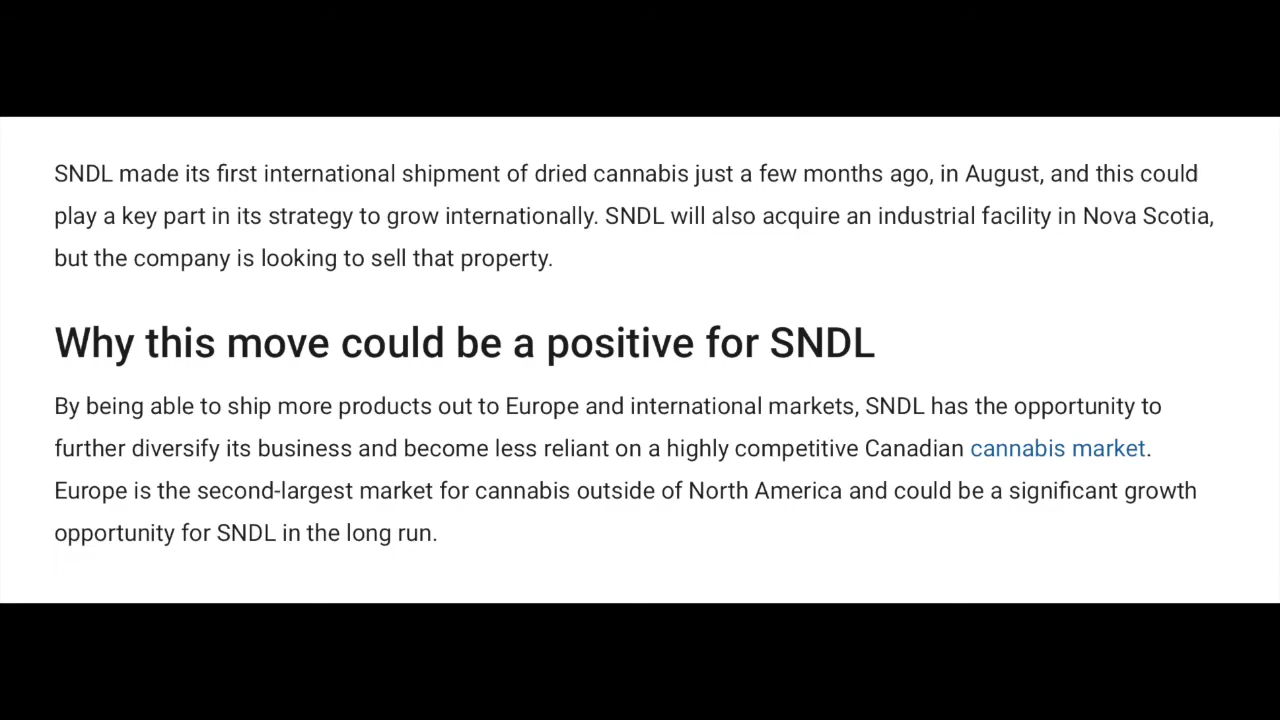 SNDL made its first international shipment of dried cannabis just a few months ago, in August, and this could
play a key part in its strategy to grow internationally. SNDL will also acquire an industrial facility in Nova Scotia,
but the company is looking to sell that property.
Why this move could be a positive for SNDL
By being able to ship more products out to Europe and international markets, SNDL has the opportunity to
further diversify its business and become less reliant on a highly competitive Canadian cannabis market.
Europe is the second-largest market for cannabis outside of North America and could be a significant growth
opportunity for SNDL in the long run.